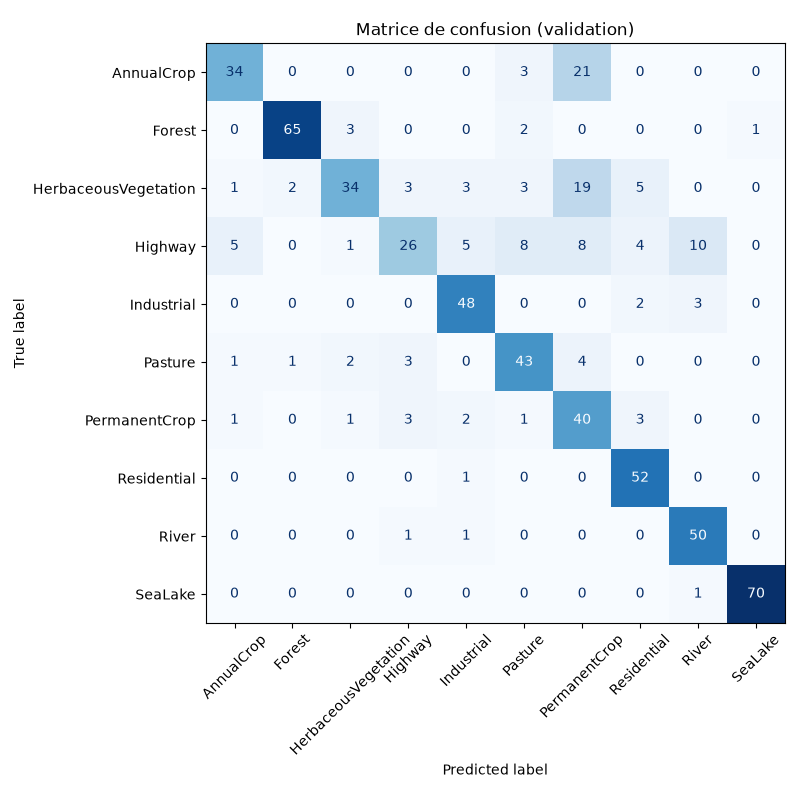 Matrice de confusion (validation)
AnnualCrop 34 0 0 0 0 3 21 0 0 0
Forest 0 65 3 0 0 2 0 0 0 1
HerbaceousVegetation 1 2 34 3 3 3 19 5 0 0
Highway 5 0 1 26 5 8 8 4 10 0
Industrial 0 0 0 0 48 0 0 2 3 0
Pasture 1 1 2 3 0 43 4 0 0 0
PermanentCrop 1 0 1 3 2 1 40 3 0 0
Residential 0 0 0 0 1 0 0 52 0 0
River 0 0 0 1 1 0 0 0 50 0
SeaLake 0 0 0 0 0 0 0 0 1 70
True label
AnnualCrop Forest HerbaceousVegetation Highway Industrial Pasture PermanentCrop Residential River SeaLake
Predicted label